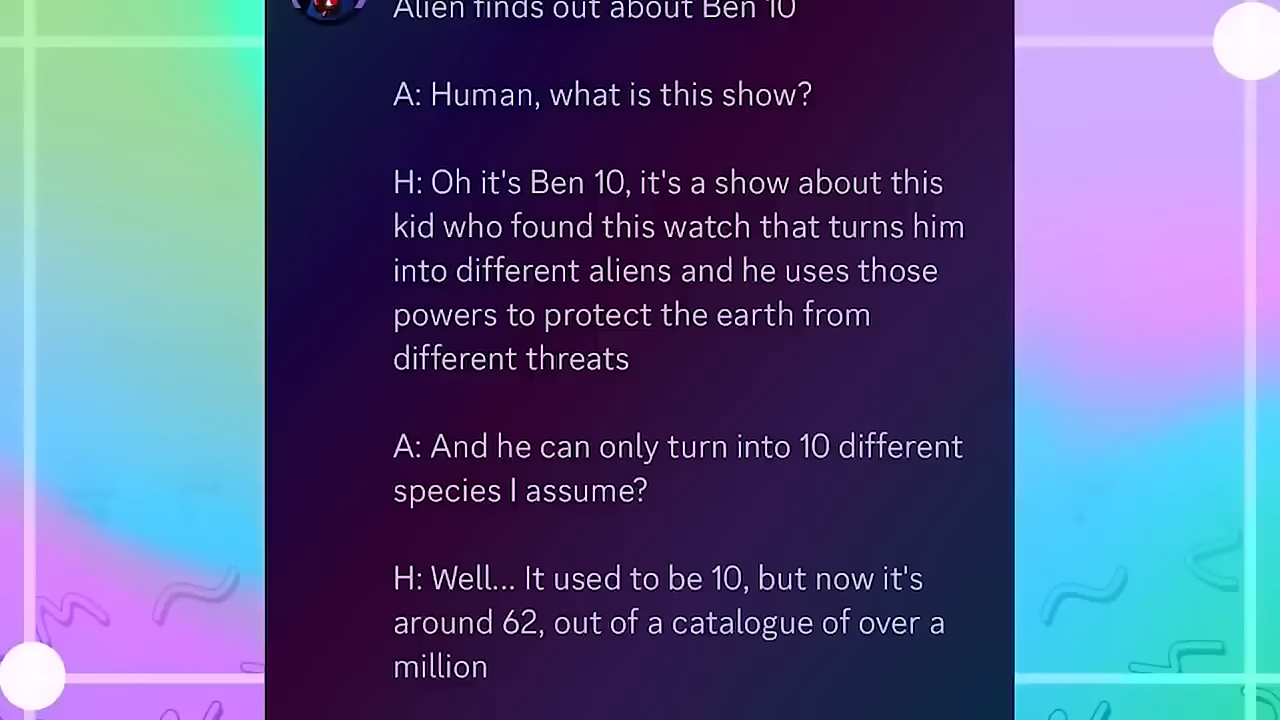 Alien finds out about Ben 10
A: Human, what is this show?
H: Oh it's Ben 10, it's a show about this
kid who found this watch that turns him
into different aliens and he uses those
powers to protect the earth from
different threats
A: And he can only turn into 10 different
species I assume?
H: Well... It used to be 10, but now it's
around 62, out of a catalogue of over a
million